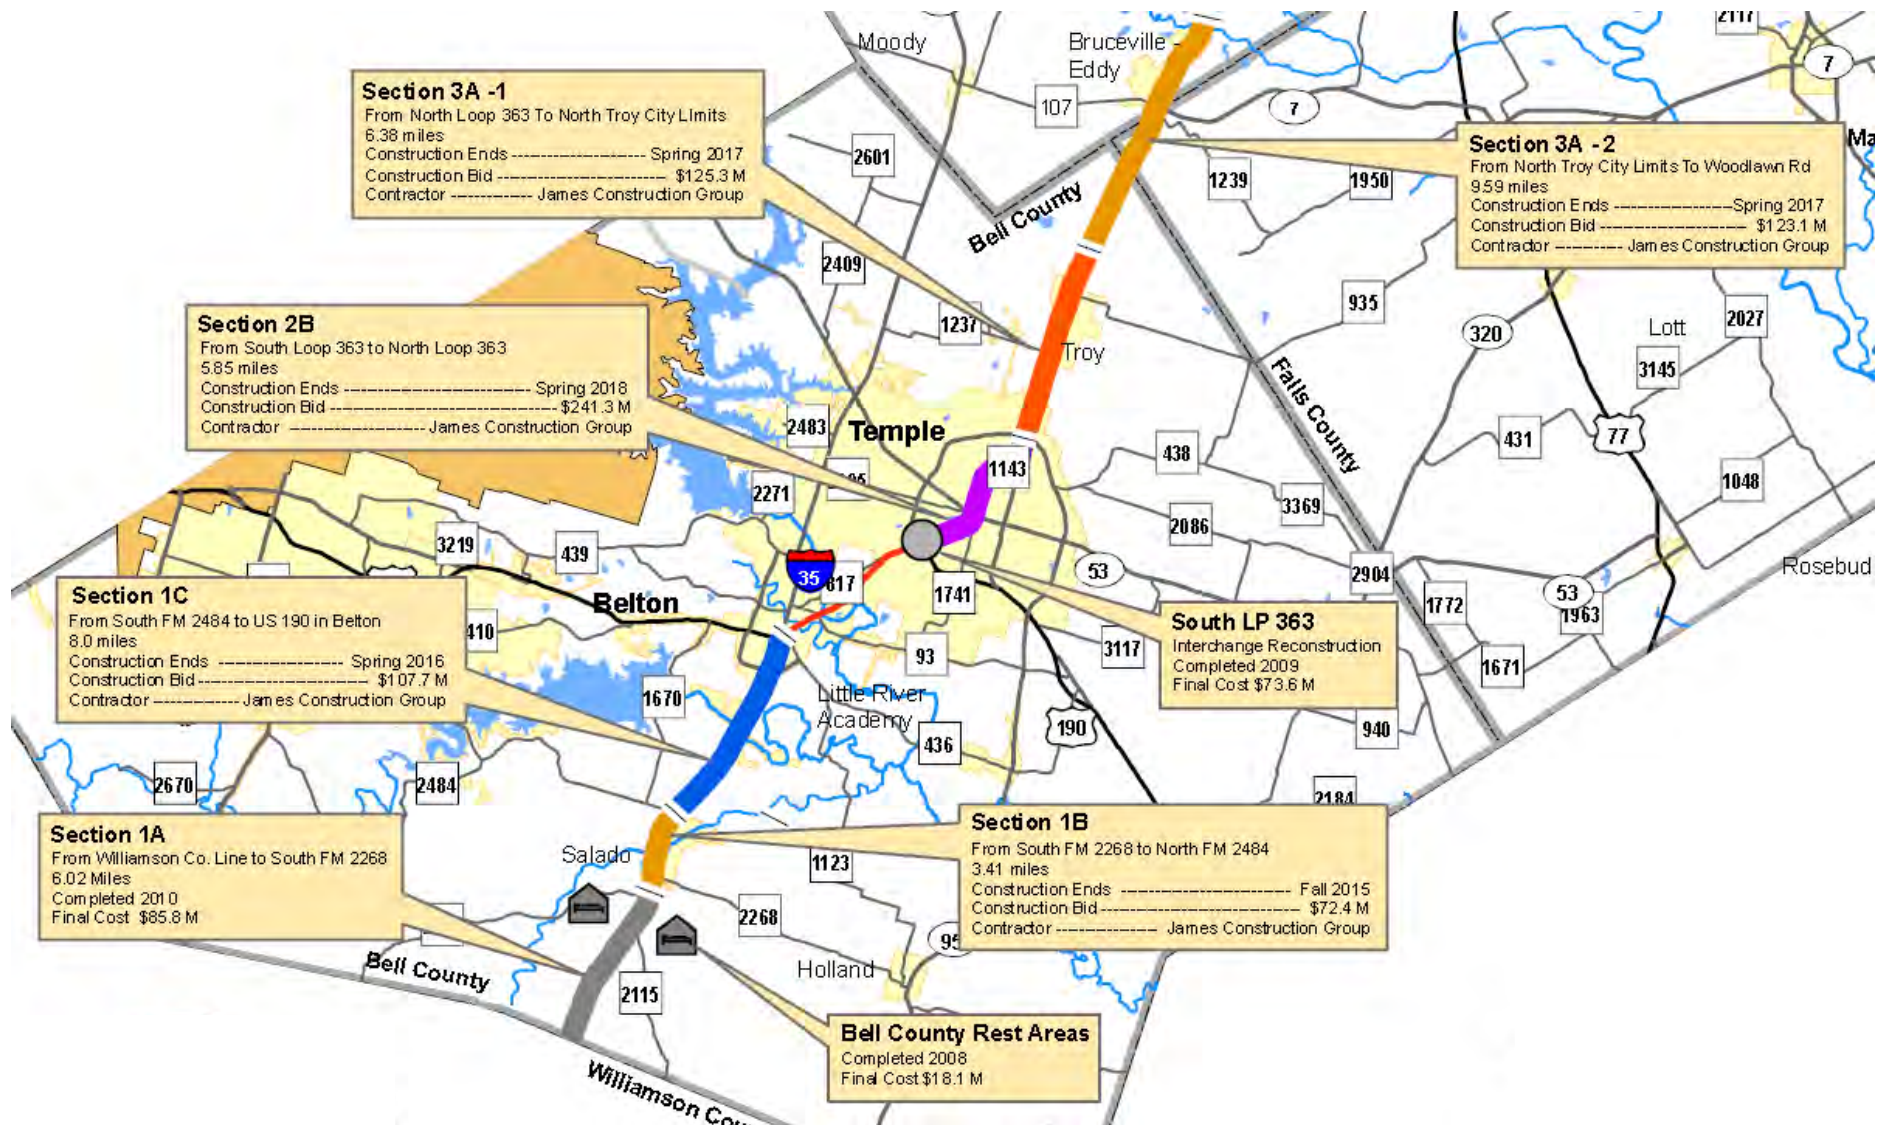 2117
Moody
Bruceville -
Eddy
7
107
7
Section 3A -1
From North Loop 363 To North Troy City LImits
6.38 miles
Construction Ends ---------------------- Spring 2017
Construction Bid ---------------------------- $125.3 M
Contractor -------------- James Construction Group
Section 3A - 2
From North Troy City Limits To Woodlawn Rd
9.59 miles
Construction Ends --------------------Spring 2017
Construction Bid --------------------------- $123.1 M
Contractor ----------- James Construction Group
Ma
2601
1239
1950
Bell County
2409
935
1237
320
Lott
2027
Troy
3145
Section 2B
From South Loop 363 to North Loop 363
5.85 miles
Construction Ends ------------------------------- Spring 2018
Construction Bid -------------------------------------- $241.3 M
Contractor ----------------------- James Construction Group
Falls County
2483
Temple
438
431
77
1143
2271
1048
3369
2086
3219
439
35
817
1741
53
2904
Rosebud
1772
53
1963
Section 1C
From South FM 2484 to US 190 in Belton
8.0 miles
Construction Ends --------------------- Spring 2016
Construction Bid ---------------------------- $107.7 M
Contractor --------------- James Construction Group
Belton
410
93
3117
South LP 363
Interchange Reconstruction
Completed 2009
Final Cost $73.6 M
1671
1670
Little River
Academy
190
436
940
2670
2484
2184
Section 1A
From Williamson Co. Line to South FM 2268
6.02 Miles
Completed 2010
Final Cost $85.8 M
Section 1B
From South FM 2268 to North FM 2484
3.41 miles
Construction Ends ---------------------------- Fall 2015
Construction Bid --------------------------------- $72.4 M
Contractor ----------------- James Construction Group
Salado
1123
2268
95
Holland
Bell County
2115
Bell County Rest Areas
Completed 2008
Final Cost $18.1 M
Williamson Cou